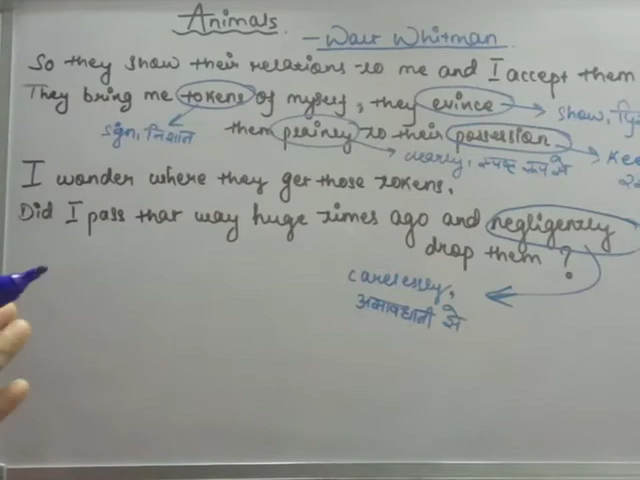 Animals
- Walt Whitman
So they show their relations to me and I accept them
They bring me tokens of myself, they evince → show,
sign, निशान them plainly to their possession
clearly, स्पष्ट रूप से
I wonder where they get those tokens.
Did I pass that way huge times ago and negligently
drop them ?
carelessly,
असावधानी से